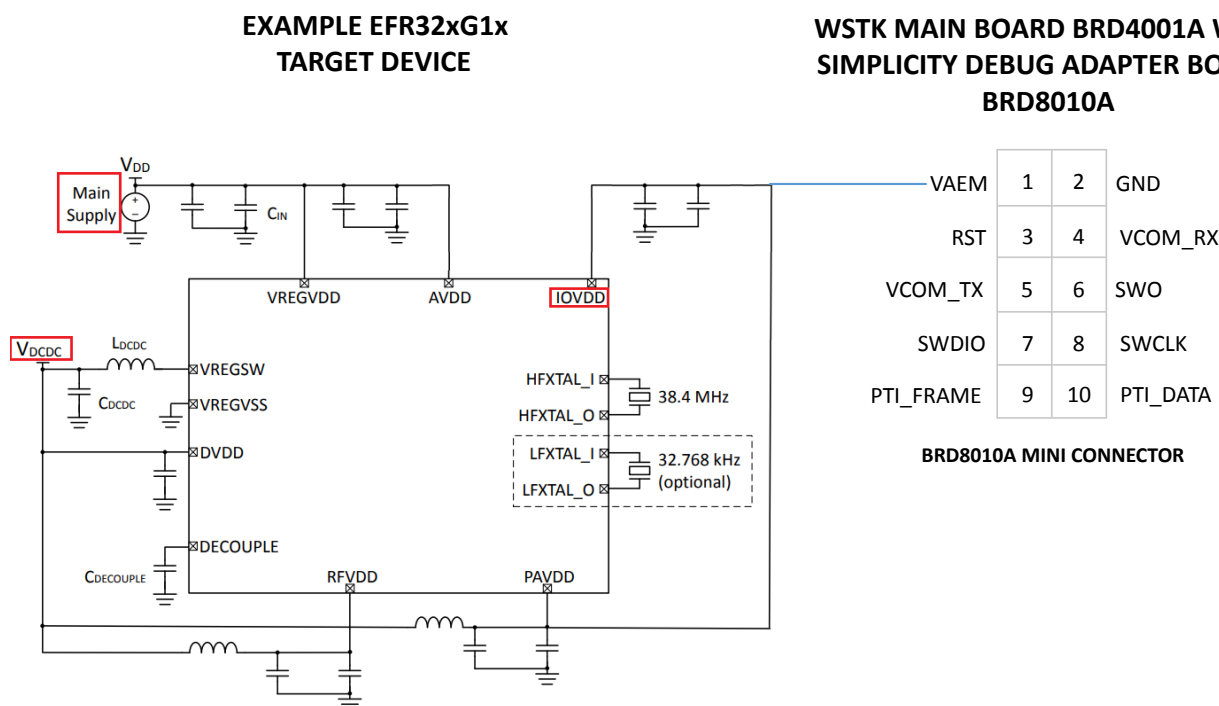 EXAMPLE EFR32xG1x
TARGET DEVICE
WSTK MAIN BOARD BRD4001A
SIMPLICITY DEBUG ADAPTER
BRD8010A
VDD
Main
Supply
+
−
CIN
VREGVDD
AVDD
IOVDD
VDCDC
LDCDC
CDCDC
VREGSW
VREGVSS
DVDD
DECOUPLE
CDECOUPLE
RFVDD
PAVDD
HFXTAL_I
HFXTAL_O
38.4 MHz
LFXTAL_I
LFXTAL_O
32.768 kHz
(optional)
VAEM 1 2 GND
RST 3 4 VCOM_RX
VCOM_TX 5 6 SWO
SWDIO 7 8 SWCLK
PTI_FRAME 9 10 PTI_DATA
BRD8010A MINI CONNECTOR